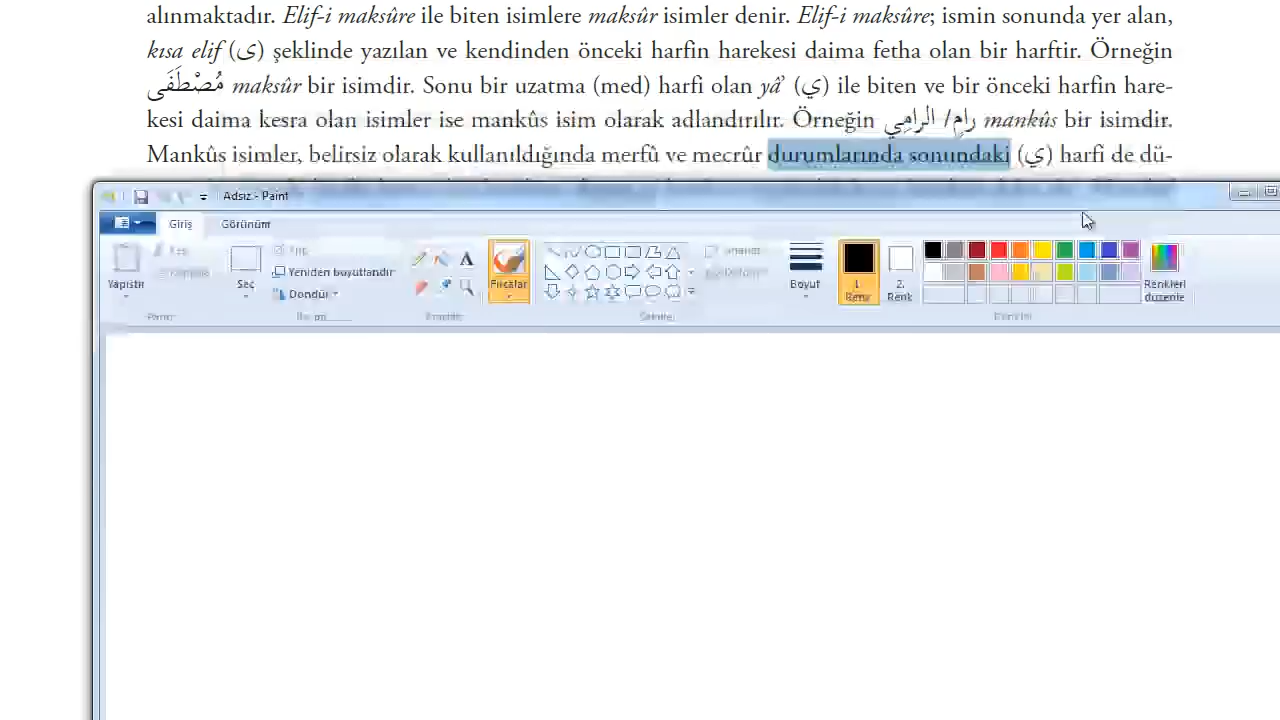 alınmaktadır. Elif-i maksûre ile biten isimlere maksûr isimler denir. Elif-i maksûre; ismin sonunda yer alan,
kısa elif (ى) şeklinde yazılan ve kendinden önceki harfin harekesi daima fetha olan bir harftir. Örneğin
مُصْطَفَى maksûr bir isimdir. Sonu bir uzatma (med) harfi olan yâ’ (ي) ile biten ve bir önceki harfin hare-
kesi daima kesra olan isimler ise mankûs isim olarak adlandırılır. Örneğin رامٍ/ الرامِي mankûs bir isimdir.
Mankûs isimler, belirsiz olarak kullanıldığında merfû ve mecrûr durumlarında sonundaki (ي) harfi de dü-
Adsız - Paint
Giriş Görünüm
Yapıştır
Seç
Yeniden boyutlandır
Döndür
A
Fırçalar
Boyut
1. Renk
2. Renk
Renkleri düzenle